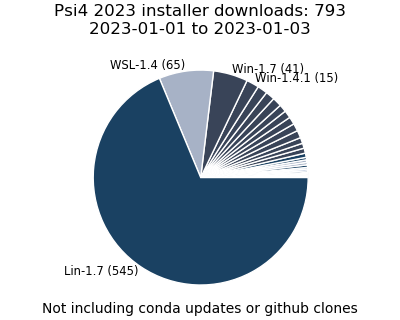 Psi4 2023 installer downloads: 793
2023-01-01 to 2023-01-03
WSL-1.4 (65)
Win-1.7 (41)
Win-1.4.1 (15)
Lin-1.7 (545)
Not including conda updates or github clones